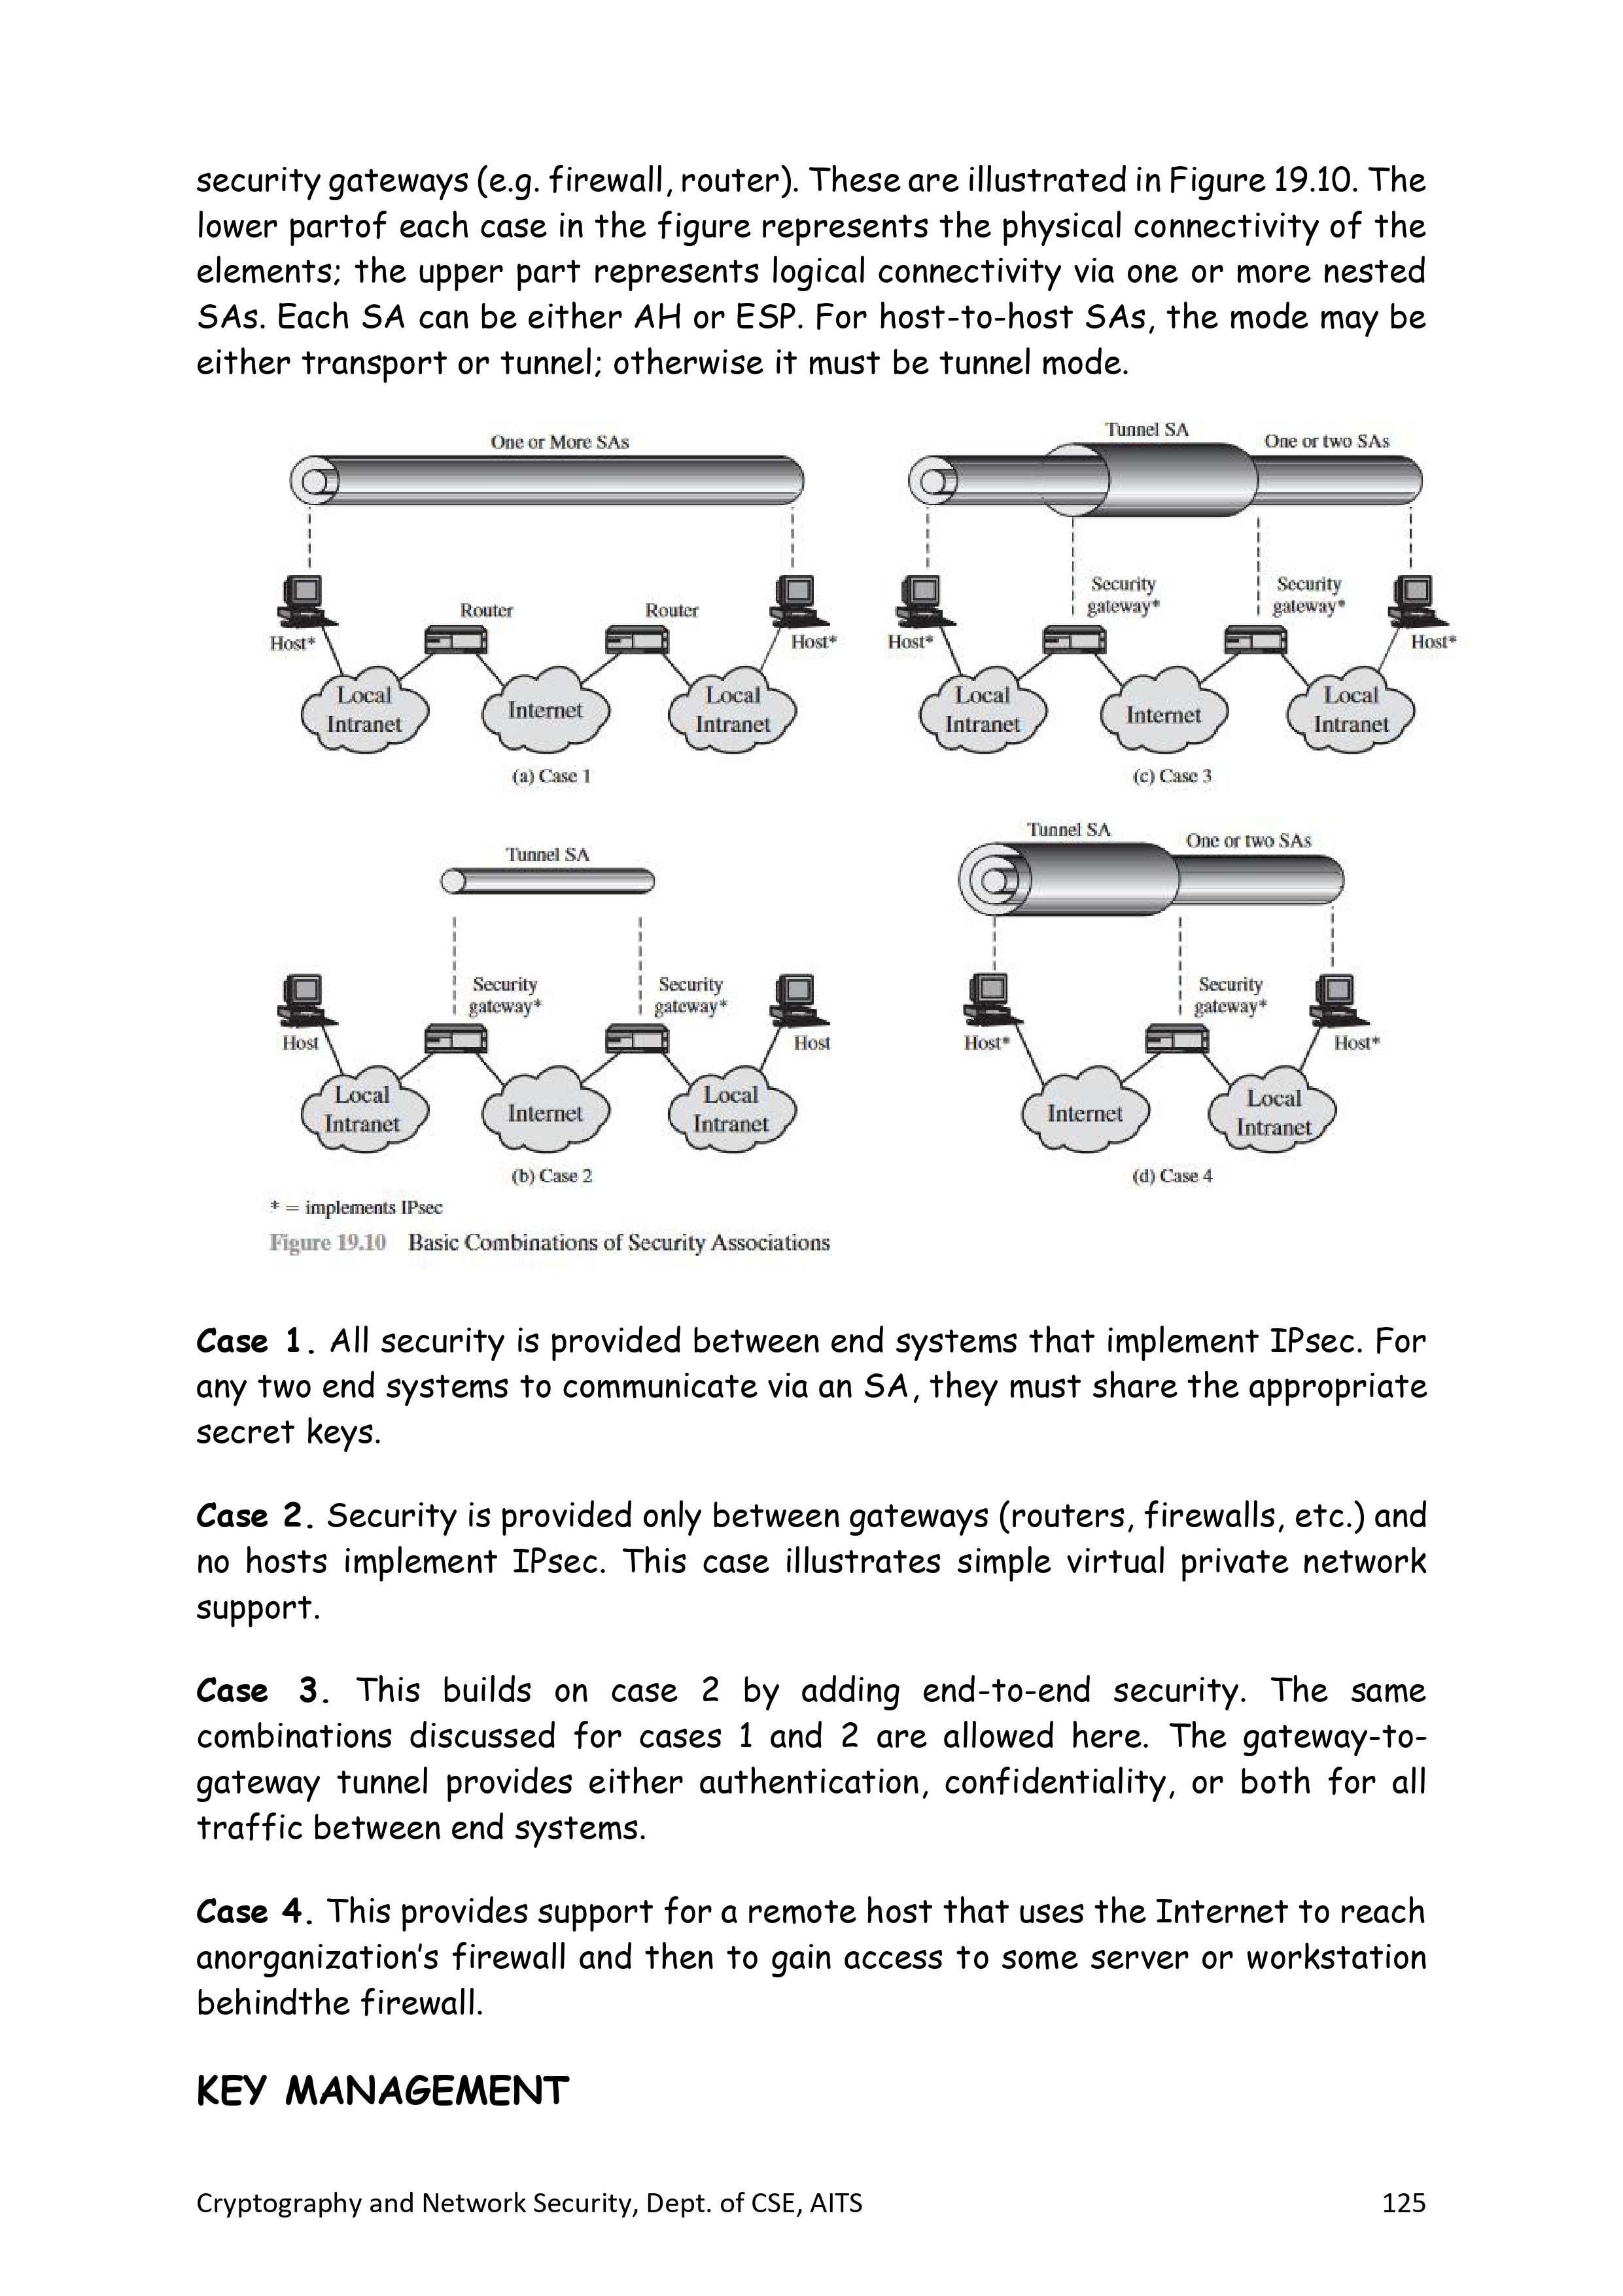 security gateways (e.g. firewall, router). These are illustrated in Figure 19.10. The
lower partof each case in the figure represents the physical connectivity of the
elements; the upper part represents logical connectivity via one or more nested
SAs. Each SA can be either AH or ESP. For host-to-host SAs, the mode may be
either transport or tunnel; otherwise it must be tunnel mode.
One or More SAs
Router
Router
Host*
Host*
Local
Intranet
Internet
Local
Intranet
(a) Case 1
Tunnel SA
One or two SAs
Security
gateway*
Security
gateway*
Host*
Host*
Local
Intranet
Internet
Local
Intranet
(c) Case 3
Tunnel SA
Security
gateway*
Security
gateway*
Host
Host
Local
Intranet
Internet
Local
Intranet
(b) Case 2
Tunnel SA
One or two SAs
Security
gateway*
Host*
Host*
Internet
Local
Intranet
(d) Case 4
* = implements IPsec
Figure 19.10 Basic Combinations of Security Associations
Case 1. All security is provided between end systems that implement IPsec. For
any two end systems to communicate via an SA, they must share the appropriate
secret keys.
Case 2. Security is provided only between gateways (routers, firewalls, etc.) and
no hosts implement IPsec. This case illustrates simple virtual private network
support.
Case 3. This builds on case 2 by adding end-to-end security. The same
combinations discussed for cases 1 and 2 are allowed here. The gateway-to-
gateway tunnel provides either authentication, confidentiality, or both for all
traffic between end systems.
Case 4. This provides support for a remote host that uses the Internet to reach
anorganization's firewall and then to gain access to some server or workstation
behindthe firewall.
KEY MANAGEMENT
Cryptography and Network Security, Dept. of CSE, AITS 125